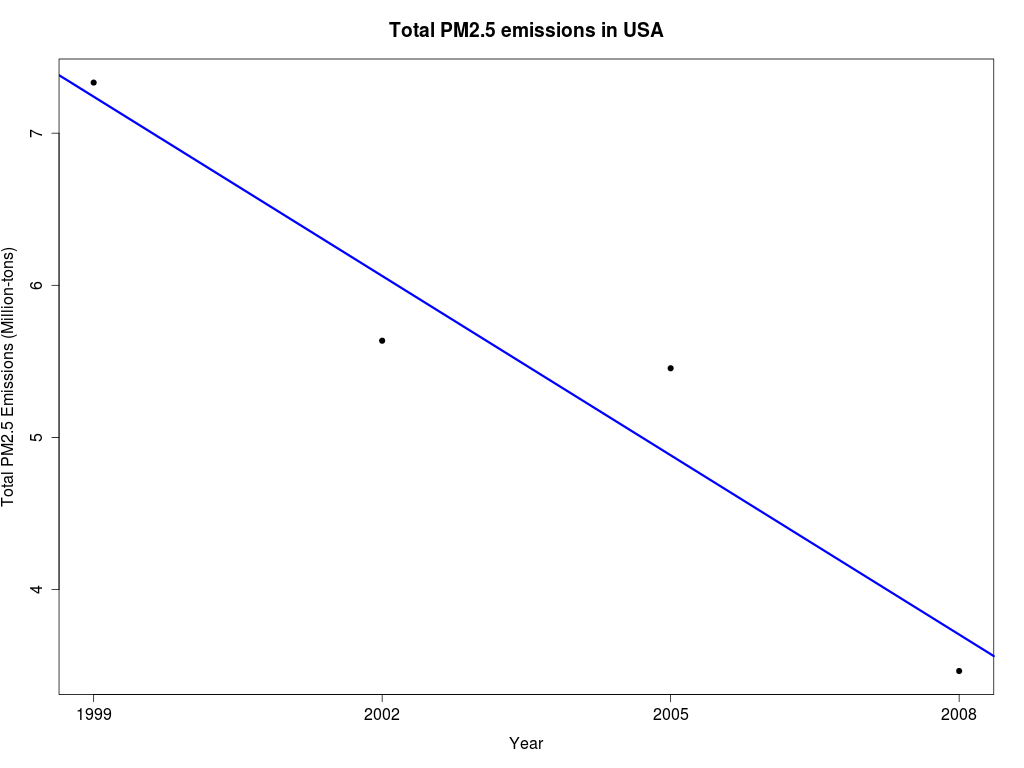 Total PM2.5 emissions in USA
Total PM2.5 Emissions (Million-tons)
7
6
5
4
1999 2002 2005 2008
Year